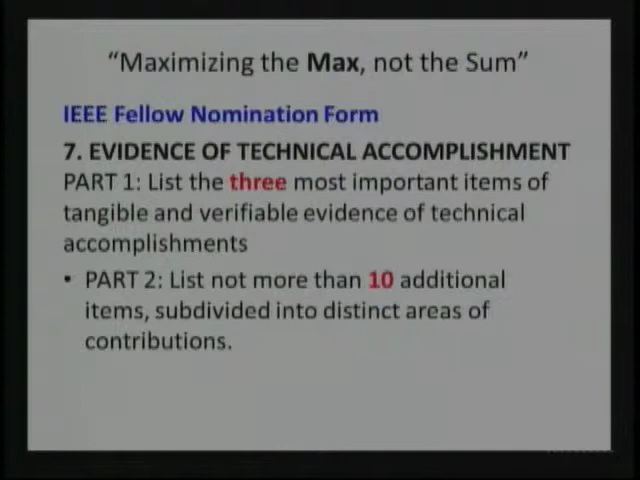 “Maximizing the Max, not the Sum”
IEEE Fellow Nomination Form
7. EVIDENCE OF TECHNICAL ACCOMPLISHMENT
PART 1: List the three most important items of
tangible and verifiable evidence of technical
accomplishments
• PART 2: List not more than 10 additional
items, subdivided into distinct areas of
contributions.